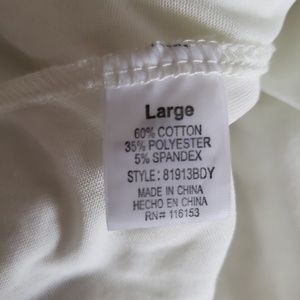 Large
60% COTTON
35% POLYESTER
5% SPANDEX
STYLE: 81913BDY
MADE IN CHINA
HECHO EN CHINA
RN# 116153